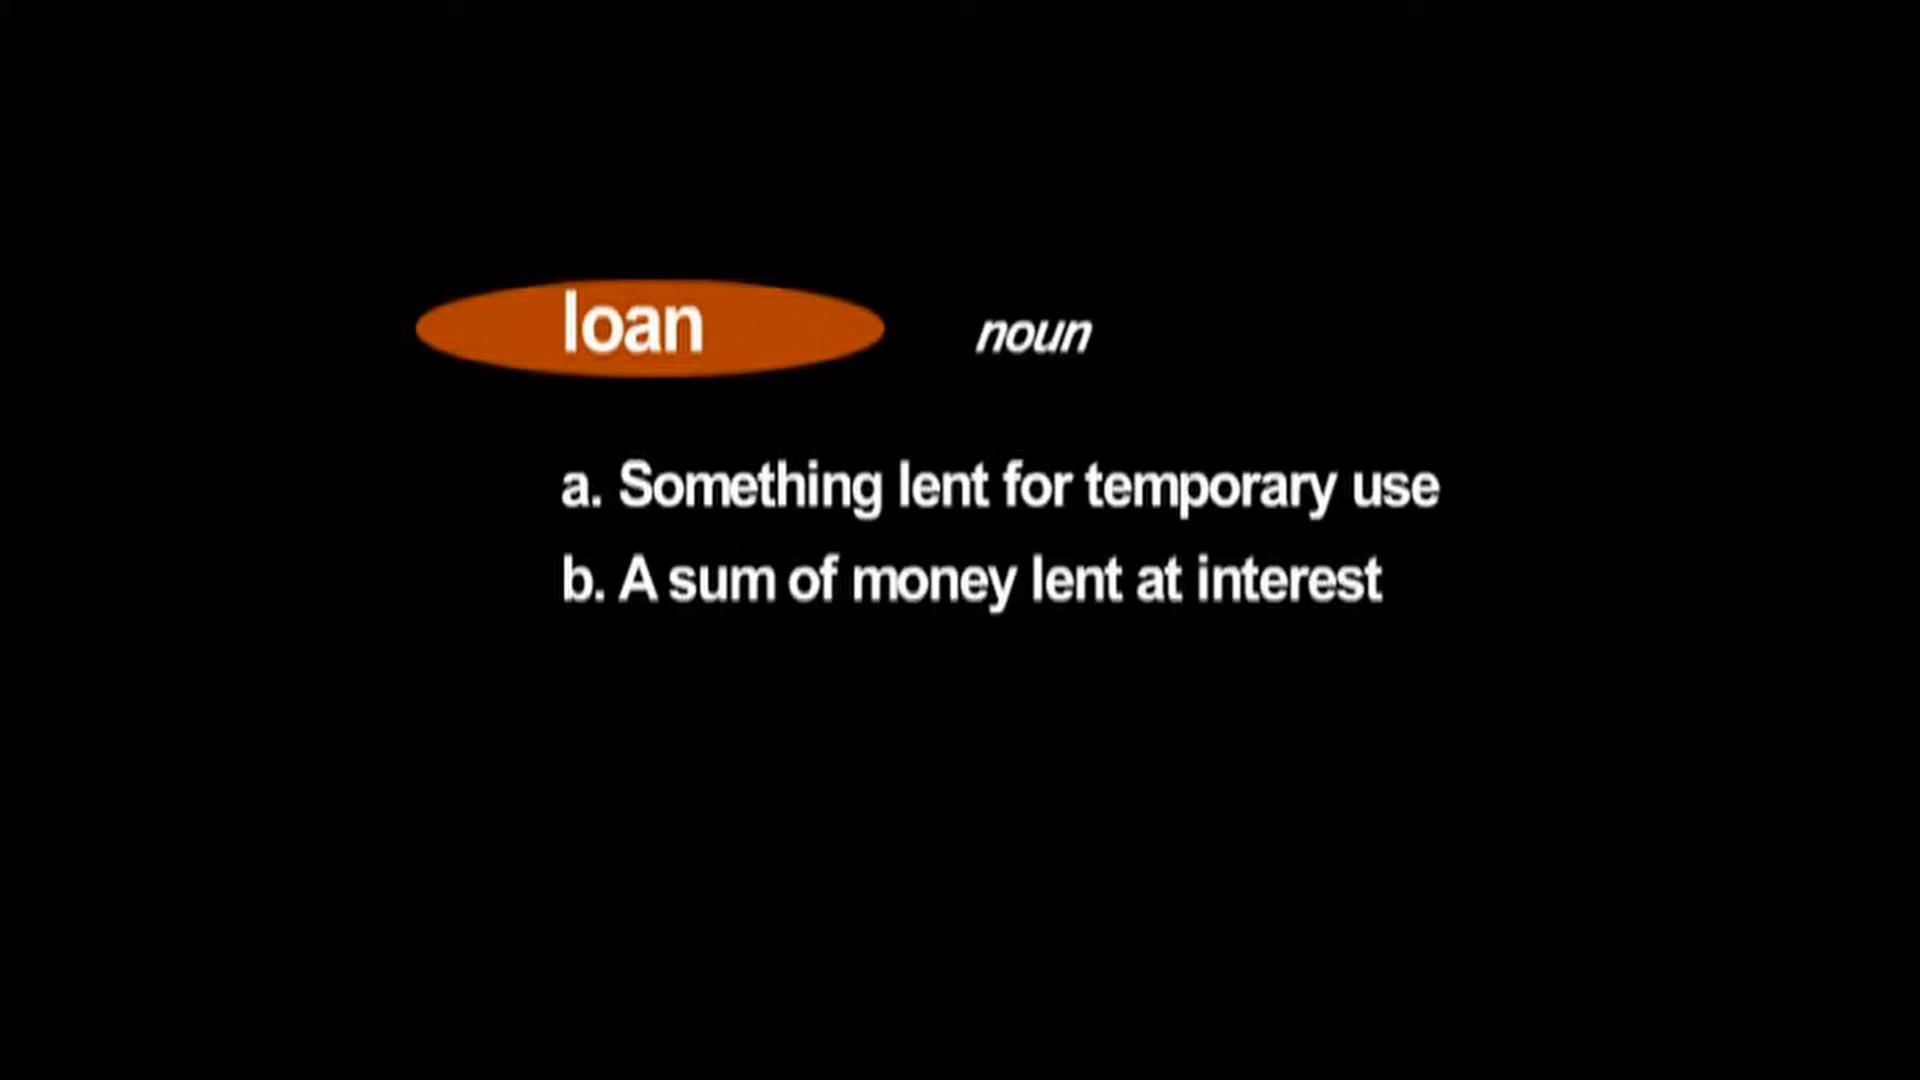 loan noun
a. Something lent for temporary use
b. A sum of money lent at interest